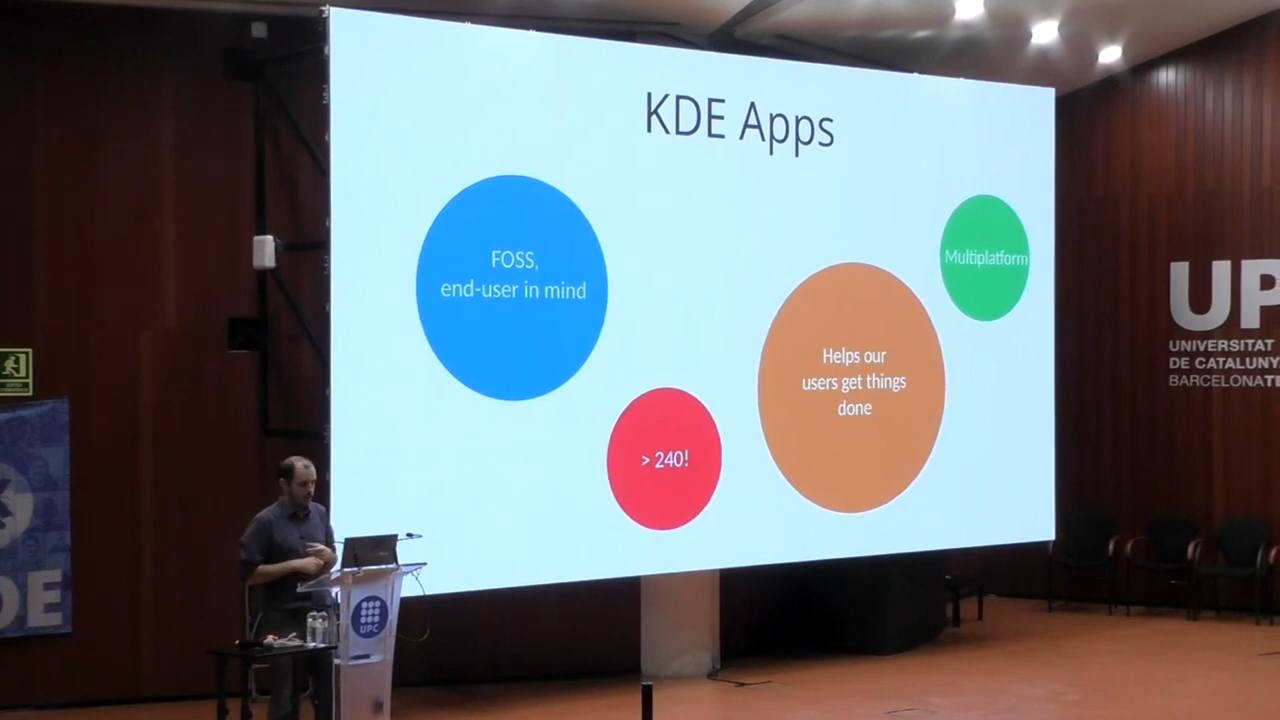 KDE Apps
FOSS,
end-user in mind
Multiplatform
Helps our
users get things
done
> 240!
UP
UNIVERSITAT
DE CATALUNY
BARCELONATE
DE
UPC